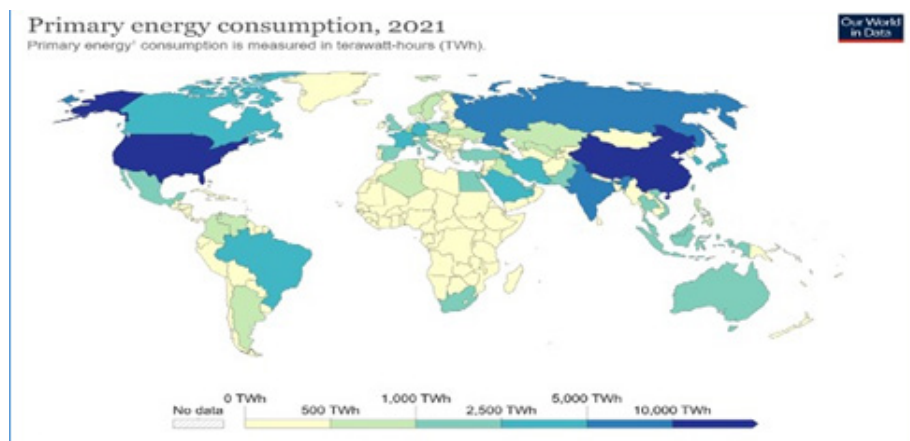 Primary energy consumption, 2021
Primary energy¹ consumption is measured in terawatt-hours (TWh).
Our World
in Data
No data
0 TWh
500 TWh
1,000 TWh
2,500 TWh
5,000 TWh
10,000 TWh